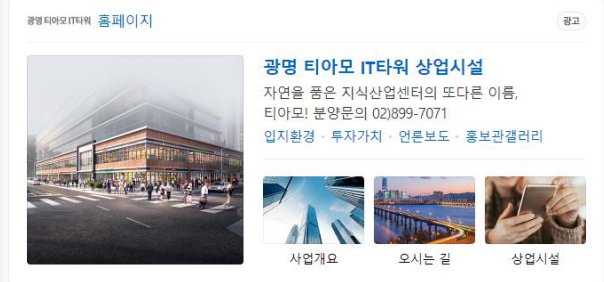 광명 티아모 IT타워 홈페이지
광고
광명 티아모 IT타워 상업시설
자연을 품은 지식산업센터의 또다른 이름,
티아모! 분양문의 02)899-7071
입지환경 · 투자가치 · 언론보도 · 홍보관갤러리
사업개요 오시는 길 상업시설